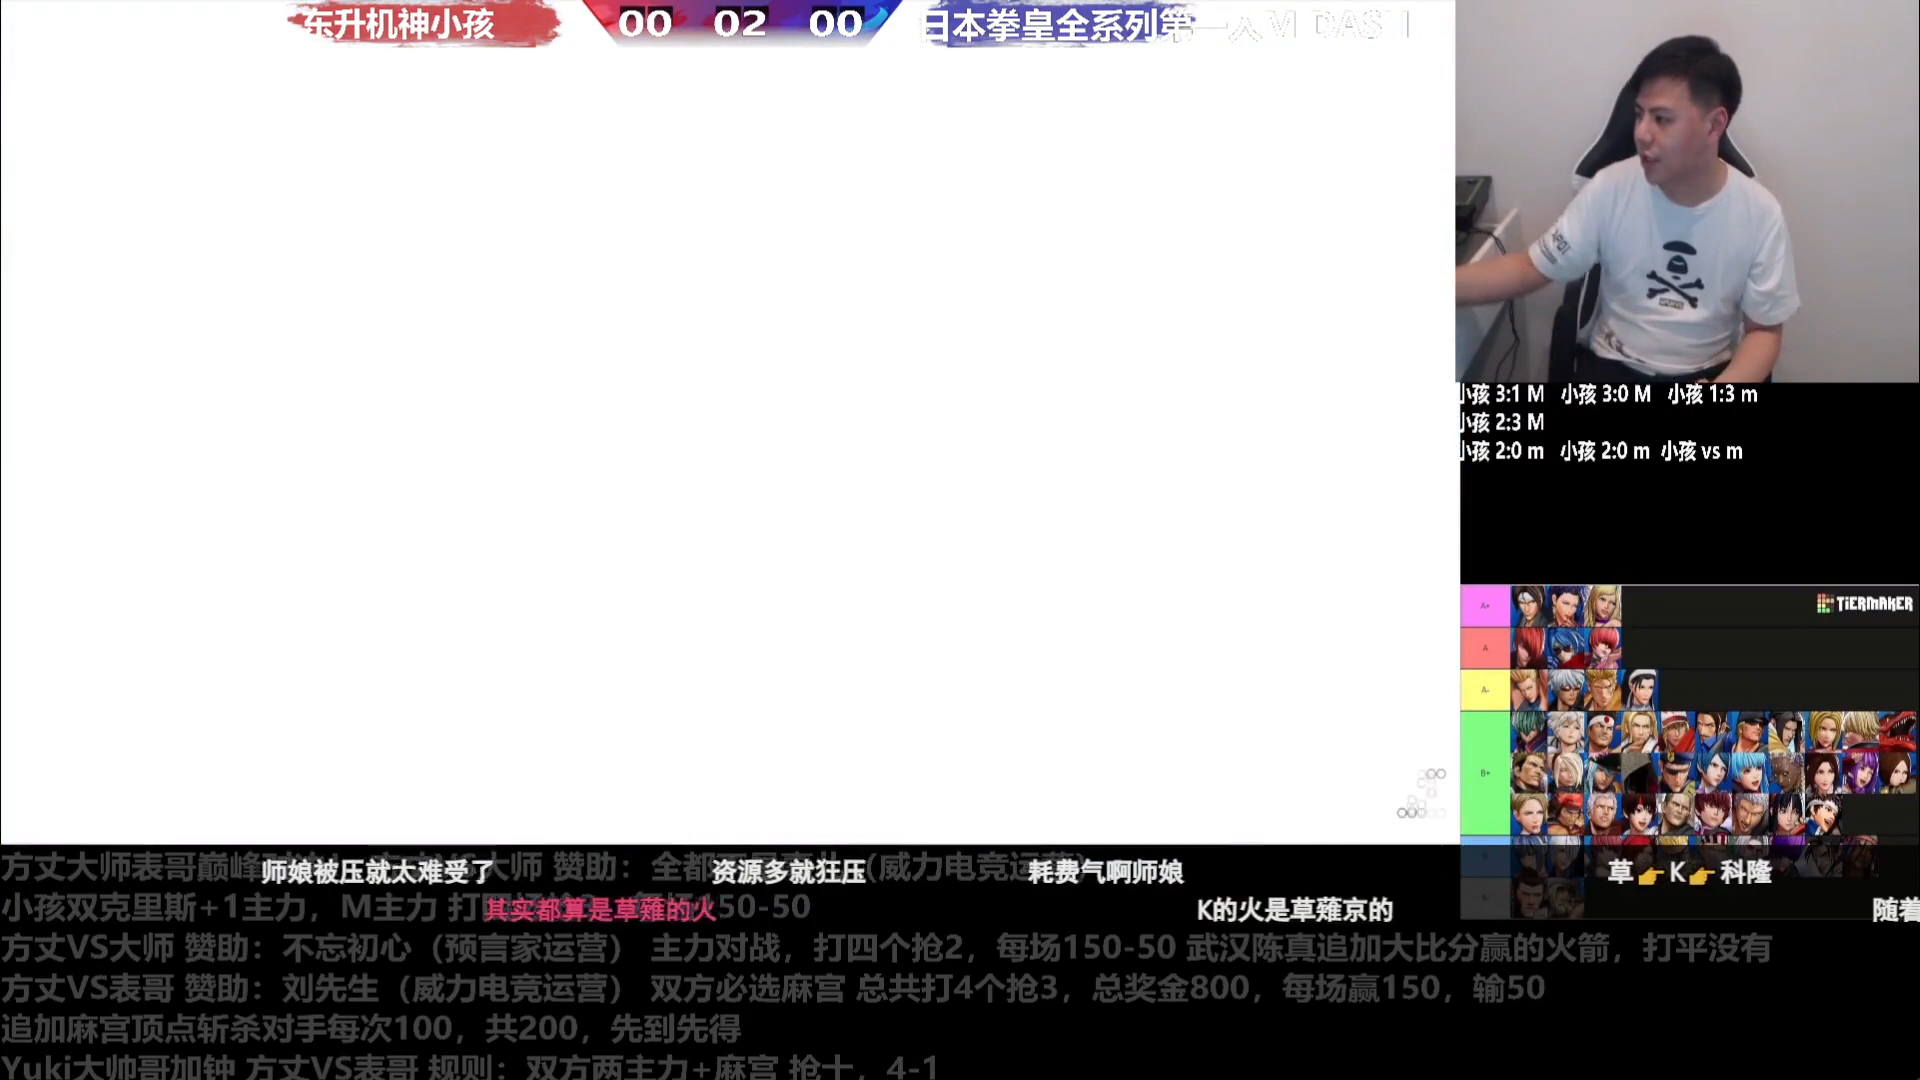 东升机神小孩
00 02 00
日本拳皇全系列第一人M DASH
小孩 3:1 M 小孩 3:0 M 小孩 1:3 m
小孩 2:3 M
小孩 2:0 m 小孩 2:0 m 小孩 vs m
TIERMAKER
A+
A
A-
B+
师娘被压就太难受了
资源多就狂压
耗费气啊师娘
草👉K👉科隆
其实都算是草薙的火
K的火是草薙京的
随着
方丈大师表哥巅峰 大师 赞助：全都 （威力电竞运营）
小孩双克里斯+1主力，M主力 打 50-50
方丈VS大师 赞助：不忘初心（预言家运营） 主力对战，打四个抢2，每场150-50 武汉陈真追加大比分赢的火箭，打平没有
方丈VS表哥 赞助：刘先生（威力电竞运营） 双方必选麻宫 总共打4个抢3，总奖金800，每场赢150，输50
追加麻宫顶点斩杀对手每次100，共200，先到先得
Yuki大帅哥加钟 方丈VS表哥 规则：双方两主力+麻宫 抢十，4-1